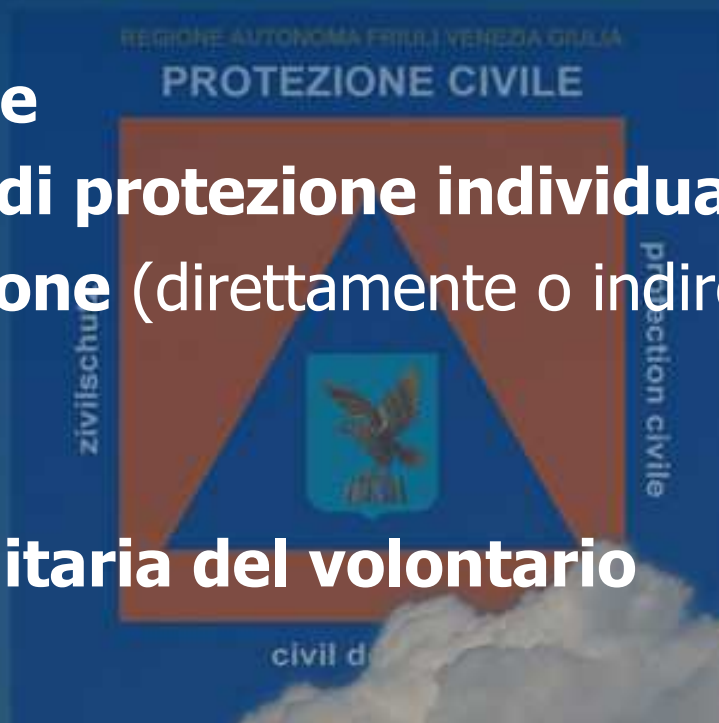 REGIONE AUTONOMA FRIULI VENEZIA GIULIA
PROTEZIONE CIVILE
e
di protezione individua
one (direttamente o indire
zivilschu
protection civile
itaria del volontario
civil d